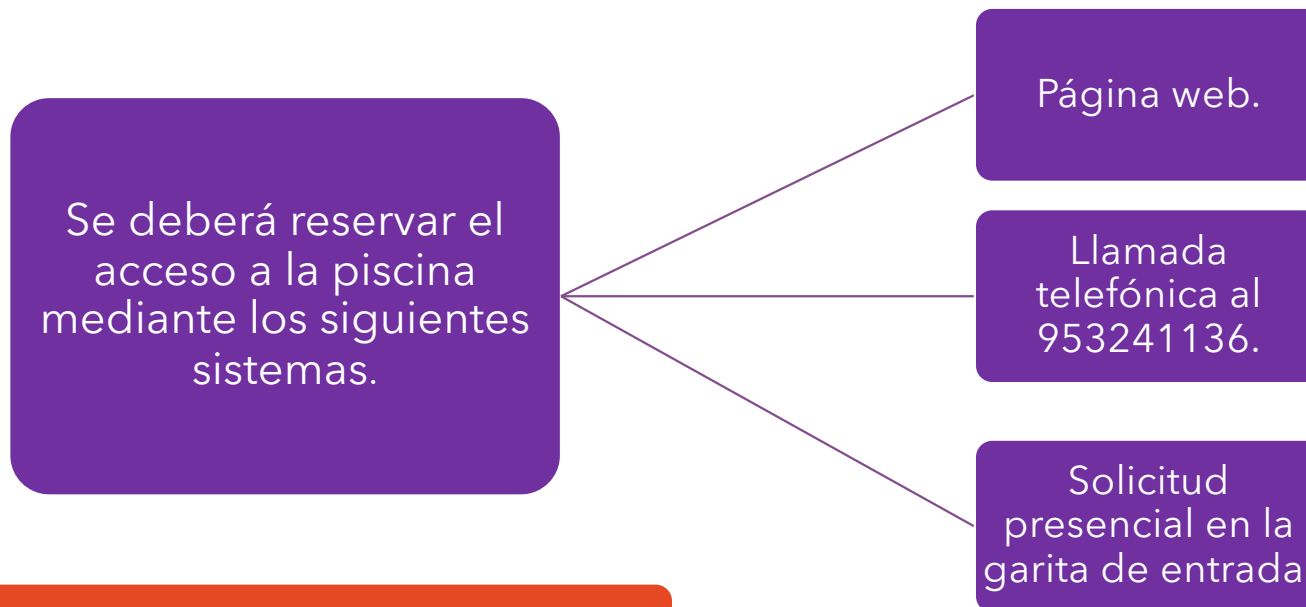 Se deberá reservar el
acceso a la piscina
mediante los siguientes
sistemas.
Página web.
Llamada
telefónica al
953241136.
Solicitud
presencial en la
garita de entrada